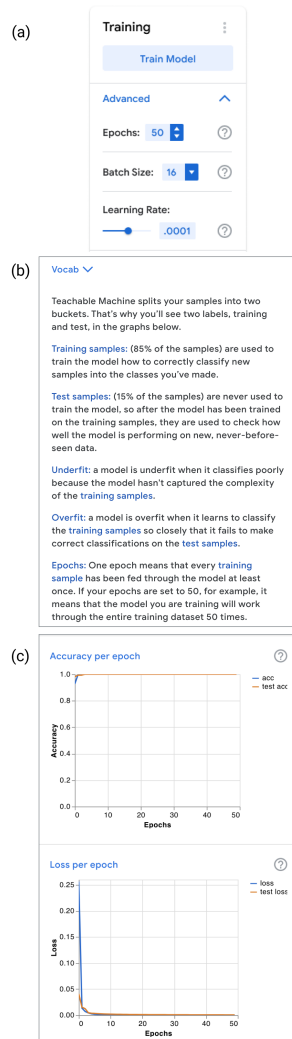 (a)
Training
Train Model
Advanced
Epochs: 50
Batch Size: 16
Learning Rate:
.0001
(b)
Vocab
Teachable Machine splits your samples into two
buckets. That's why you'll see two labels, training
and test, in the graphs below.
Training samples: (85% of the samples) are used to
train the model how to correctly classify new
samples into the classes you've made.
Test samples: (15% of the samples) are never used to
train the model, so after the model has been trained
on the training samples, they are used to check how
well the model is performing on new, never-before-
seen data.
Underfit: a model is underfit when it classifies poorly
because the model hasn't captured the complexity
of the training samples.
Overfit: a model is overfit when it learns to classify
the training samples so closely that it fails to make
correct classifications on the test samples.
Epochs: One epoch means that every training
sample has been fed through the model at least
once. If your epochs are set to 50, for example, it
means that the model you are training will work
through the entire training dataset 50 times.
(c)
Accuracy per epoch
1.0
0.8
0.6
0.4
0.2
0.0
Accuracy
0 10 20 30 40 50
Epochs
acc
test acc
Loss per epoch
0.25
0.20
0.15
0.10
0.05
0.00
Loss
0 10 20 30 40 50
Epochs
loss
test loss